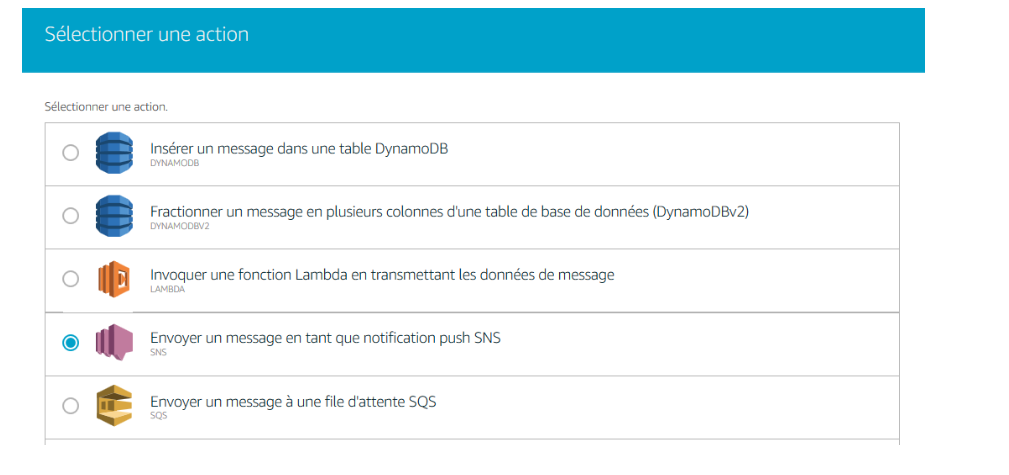 Sélectionner une action
Sélectionner une action.
Insérer un message dans une table DynamoDB
DYNAMODB
Fractionner un message en plusieurs colonnes d'une table de base de données (DynamoDBv2)
DYNAMODBV2
Invoquer une fonction Lambda en transmettant les données de message
LAMBDA
Envoyer un message en tant que notification push SNS
SNS
Envoyer un message à une file d'attente SQS
SQS